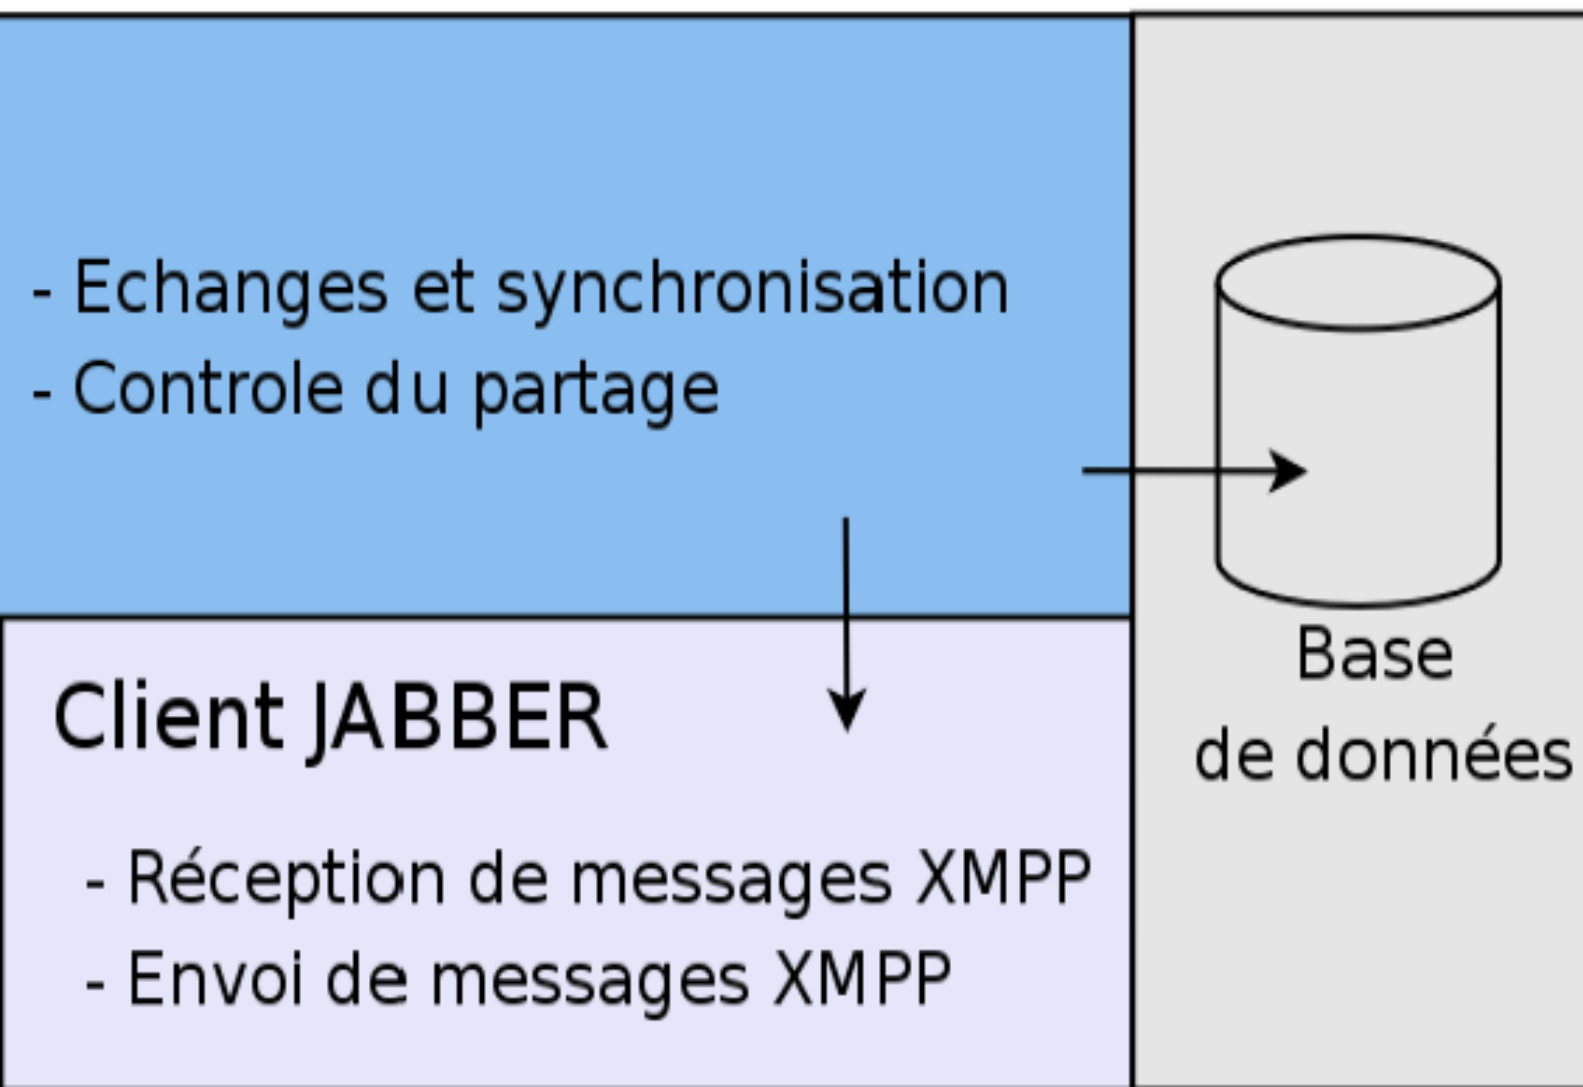 - Echanges et synchronisation
- Controle du partage
Client JABBER
- Réception de messages XMPP
- Envoi de messages XMPP
Base
de données